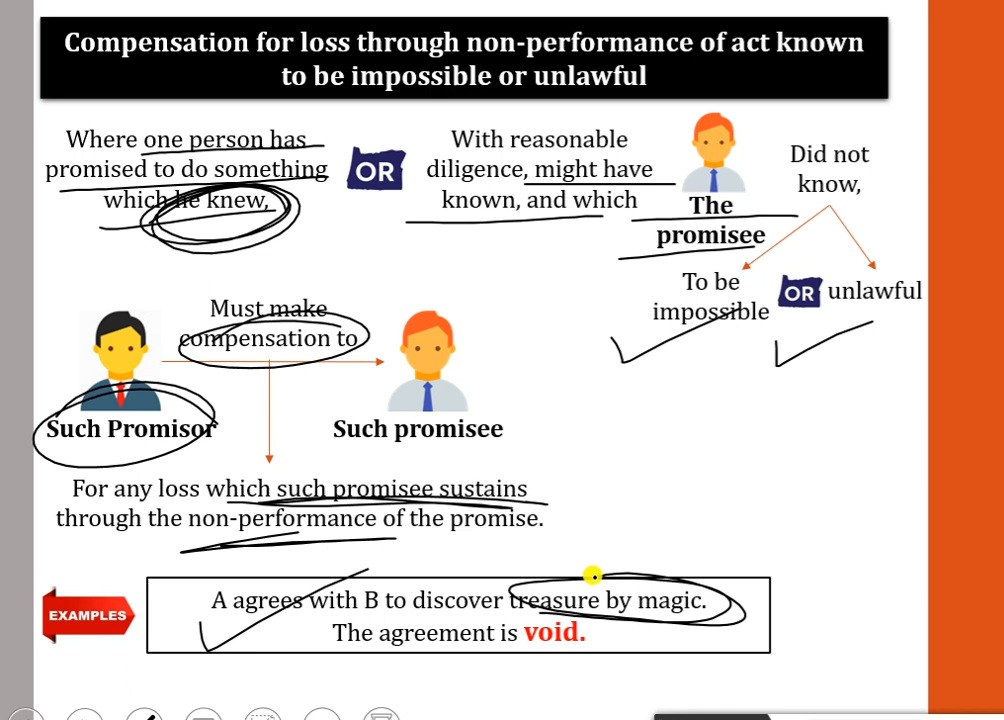 Compensation for loss through non-performance of act known
to be impossible or unlawful
Where one person has
promised to do something
which he knew,
OR
With reasonable
diligence, might have
known, and which
The
promisee
Did not
know,
To be
impossible
OR
unlawful
Must make
compensation to
Such Promisor
Such promisee
For any loss which such promisee sustains
through the non-performance of the promise.
EXAMPLES
A agrees with B to discover treasure by magic.
The agreement is void.